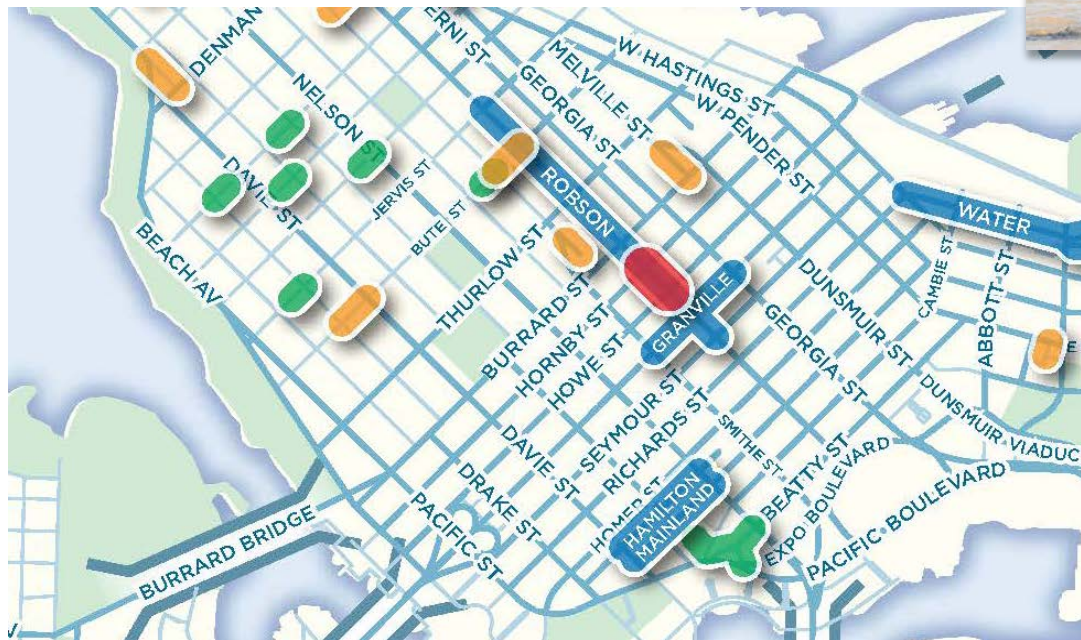 DENMAN
ERNI ST
MELVILLE ST
W HASTINGS ST
GEORGIA ST
W PENDER ST
NELSON ST
JERVIS ST
ROBSON
DAVIE ST
BUTE ST
WATER
BEACH AV
THURLOW ST
CAMBIE ST
ABBOTT ST
DUNSMUIR ST
GRANVILLE
BURRARD ST
HORNBY ST
HOWE ST
GEORGIA ST
E
DUNSMUIR VIADUC
SEYMOUR ST
RICHARDS ST
SMITHE ST
DAVIE ST
BEATTY ST
DRAKE ST
HOMER ST
HAMILTON
MAINLAND
EXPO BOULEVARD
PACIFIC BOULEVARD
PACIFIC ST
BURRARD BRIDGE
V